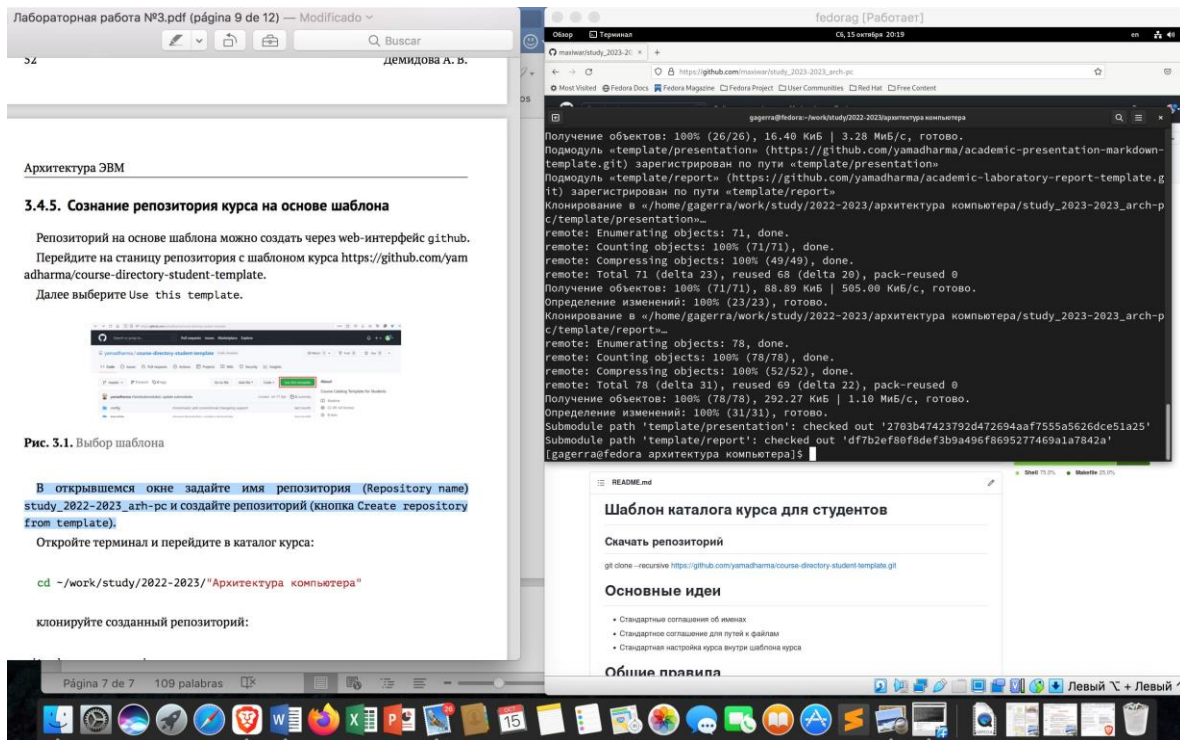 Лабораторная работа №3.pdf (página 9 de 12) — Modificado
Buscar
52 Демидова А. В.
Архитектура ЭВМ
3.4.5. Сознание репозитория курса на основе шаблона
Репозиторий на основе шаблона можно создать через web-интерфейс github.
Перейдите на станицу репозитория с шаблоном курса https://github.com/yam
adharma/course-directory-student-template.
Далее выберите Use this template.
Рис. 3.1. Выбор шаблона
В открывшемся окне задайте имя репозитория (Repository name)
study_2022-2023_arh-pc и создайте репозиторий (кнопка Create repository
from template).
Откройте терминал и перейдите в каталог курса:
cd ~/work/study/2022-2023/"Архитектура компьютера"
клонируйте созданный репозиторий:
Página 7 de 7 109 palabras
fedorag [Работает]
Обзор Терминал Сб, 15 октября 20:19 en
maxiwar/study_2023-20
https://github.com/maxiwar/study_2023-2023_arch-pc
Most Visited Fedora Docs Fedora Magazine Fedora Project User Communities Red Hat Free Content
gagerra@fedora:~/work/study/2022-2023/архитектура компьютера
Получение объектов: 100% (26/26), 16.40 КиБ | 3.28 МиБ/с, готово.
Подмодуль «template/presentation» (https://github.com/yamadharma/academic-presentation-markdown-
template.git) зарегистрирован по пути «template/presentation»
Подмодуль «template/report» (https://github.com/yamadharma/academic-laboratory-report-template.g
it) зарегистрирован по пути «template/report»
Клонирование в «/home/gagerra/work/study/2022-2023/архитектура компьютера/study_2023-2023_arch-p
c/template/presentation»…
remote: Enumerating objects: 71, done.
remote: Counting objects: 100% (71/71), done.
remote: Compressing objects: 100% (49/49), done.
remote: Total 71 (delta 23), reused 68 (delta 20), pack-reused 0
Получение объектов: 100% (71/71), 88.89 КиБ | 505.00 КиБ/с, готово.
Определение изменений: 100% (23/23), готово.
Клонирование в «/home/gagerra/work/study/2022-2023/архитектура компьютера/study_2023-2023_arch-p
c/template/report»…
remote: Enumerating objects: 78, done.
remote: Counting objects: 100% (78/78), done.
remote: Compressing objects: 100% (52/52), done.
remote: Total 78 (delta 31), reused 69 (delta 22), pack-reused 0
Получение объектов: 100% (78/78), 292.27 КиБ | 1.10 МиБ/с, готово.
Определение изменений: 100% (31/31), готово.
Submodule path 'template/presentation': checked out '2703b47423792d472694aaf7555a5626dce51a25'
Submodule path 'template/report': checked out 'df7b2ef80f8def3b9a496f8695277469a1a7842a'
[gagerra@fedora архитектура компьютера]$
Shell 75.0% Makefile 25.0%
README.md
Шаблон каталога курса для студентов
Скачать репозиторий
git clone --recursive https://github.com/yamadharma/course-directory-student-template.git
Основные идеи
Стандартные соглашения об именах
Стандартное соглашение для путей к файлам
Стандартная настройка курса внутри шаблона курса
Общие правила
Левый ⌥ + Левый
OCT
15
26